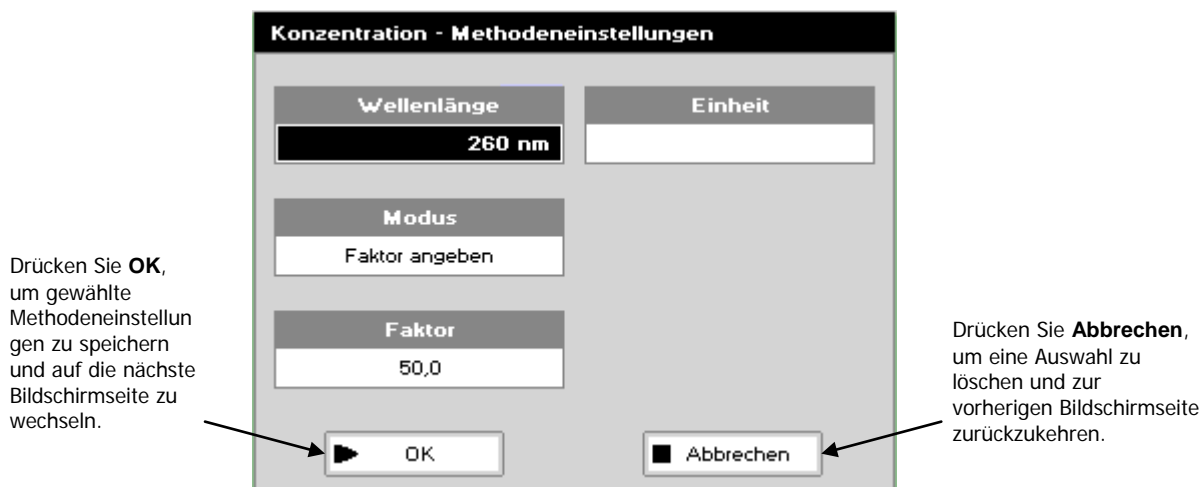 Konzentration - Methodeneinstellungen
Wellenlänge
260 nm
Einheit
Modus
Faktor angeben
Faktor
50,0
OK
Abbrechen
Drücken Sie OK,
um gewählte
Methodeneinstellun
gen zu speichern
und auf die nächste
Bildschirmseite zu
wechseln.
Drücken Sie Abbrechen,
um eine Auswahl zu
löschen und zur
vorherigen Bildschirmseite
zurückzukehren.